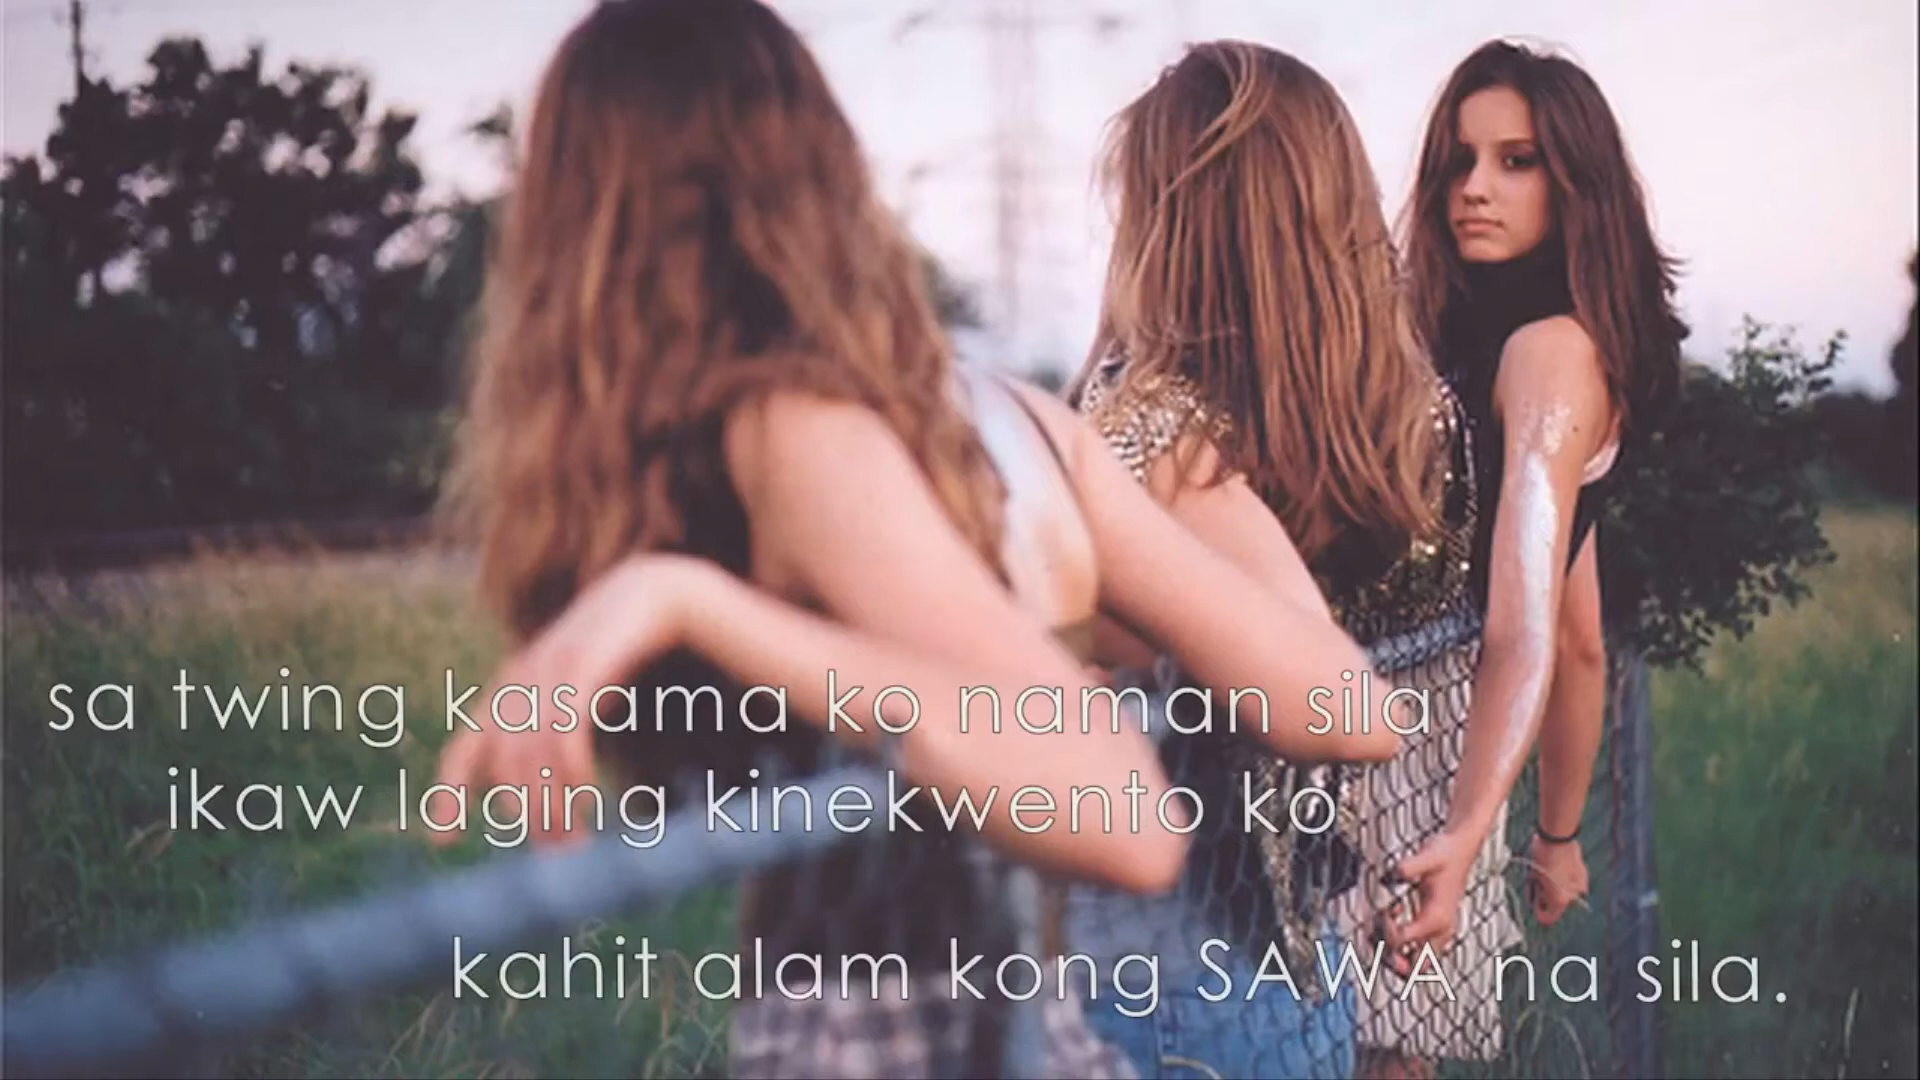 sa twing kasama ko naman sila
ikaw laging kinekwento ko
kahit alam kong SAWA na sila.